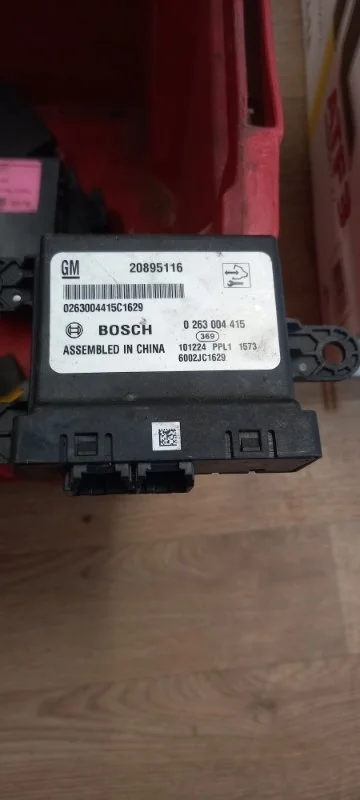 GM 20895116
0263004415C1629
BOSCH 0 263 004 415
369
ASSEMBLED IN CHINA 101224 PPL1 1573
6002JC1629